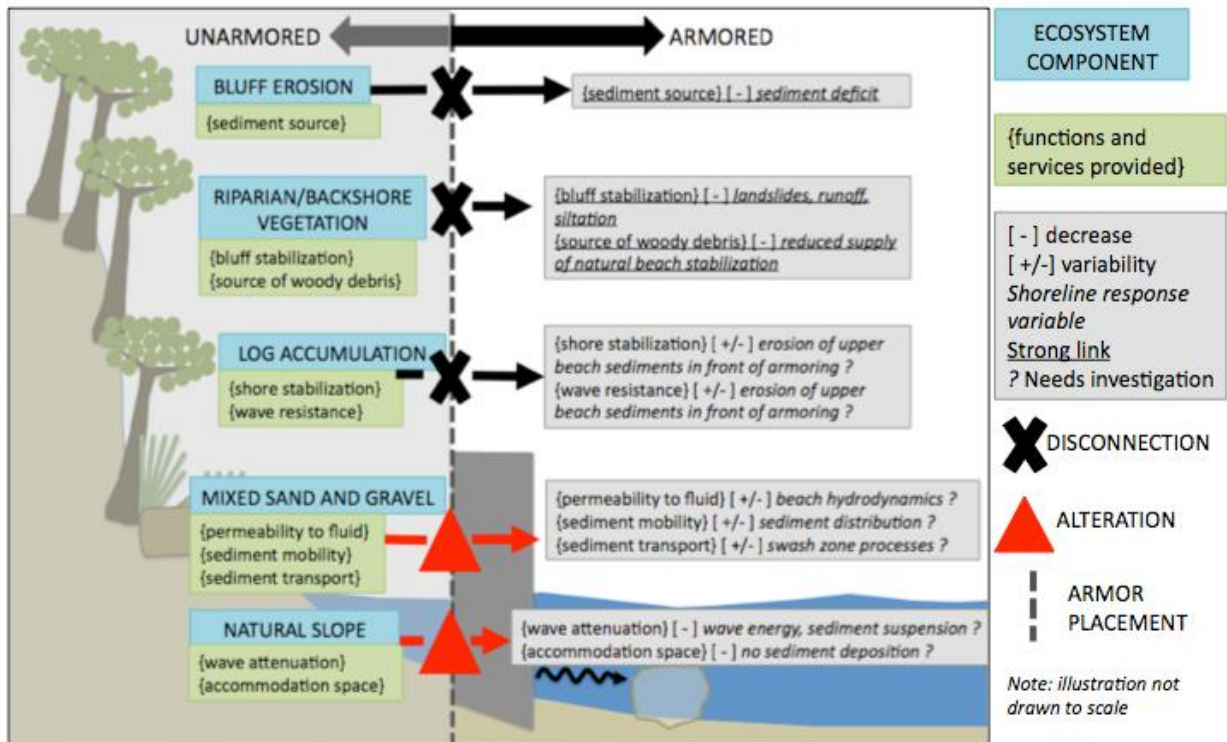 UNARMORED
ARMORED
BLUFF EROSION
{sediment source}
{sediment source} [ - ] sediment deficit
RIPARIAN/BACKSHORE
VEGETATION
{bluff stabilization}
{source of woody debris}
{bluff stabilization} [ - ] landslides, runoff,
siltation
{source of woody debris} [ - ] reduced supply
of natural beach stabilization
LOG ACCUMULATION
{shore stabilization}
{wave resistance}
{shore stabilization} [ +/- ] erosion of upper
beach sediments in front of armoring ?
{wave resistance} [ +/- ] erosion of upper
beach sediments in front of armoring ?
MIXED SAND AND GRAVEL
{permeability to fluid}
{sediment mobility}
{sediment transport}
{permeability to fluid} [ +/- ] beach hydrodynamics ?
{sediment mobility} [ +/- ] sediment distribution ?
{sediment transport} [ +/- ] swash zone processes ?
NATURAL SLOPE
{wave attenuation}
{accommodation space}
{wave attenuation} [ - ] wave energy, sediment suspension ?
{accommodation space} [ - ] no sediment deposition ?
ECOSYSTEM
COMPONENT
{functions and
services provided}
[ - ] decrease
[ +/-] variability
Shoreline response
variable
Strong link
? Needs investigation
DISCONNECTION
ALTERATION
ARMOR
PLACEMENT
Note: illustration not
drawn to scale